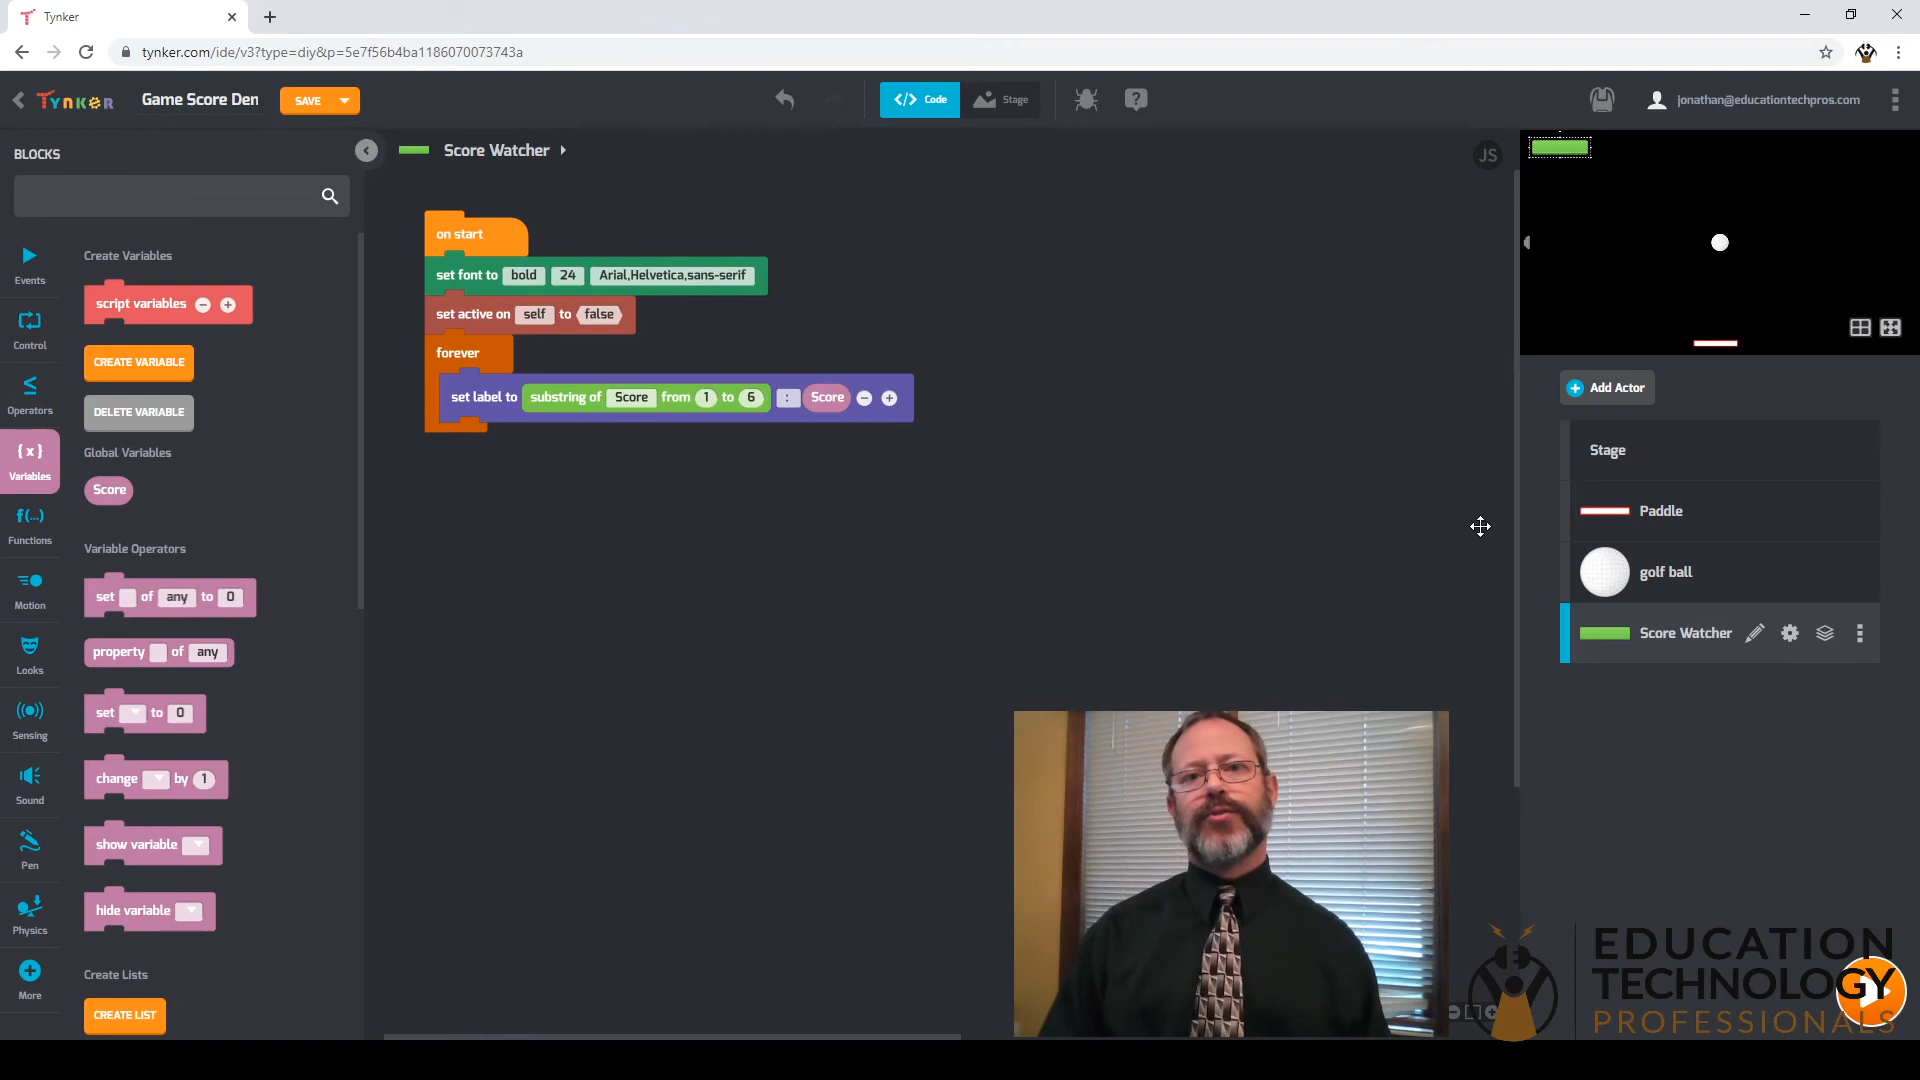 Tynker
tynker.com/ide/v3?type=diy&p=5e7f56b4ba1186070073743a
TYNKER
Game Score Den
SAVE
</> Code
Stage
jonathan@educationtechpros.com
BLOCKS
Score Watcher
JS
Events
Control
Operators
{x}
Variables
f(...)
Functions
Motion
Looks
Sensing
Sound
Pen
Physics
More
Create Variables
script variables
CREATE VARIABLE
DELETE VARIABLE
Global Variables
Score
Variable Operators
set of any to 0
property of any
set to 0
change by 1
show variable
hide variable
Create Lists
CREATE LIST
on start
set font to bold 24 Arial,Helvetica,sans-serif
set active on self to false
forever
set label to substring of Score from 1 to 6 : Score
Add Actor
Stage
Paddle
golf ball
Score Watcher
EDUCATION
TECHNOLOGY
PROFESSIONALS